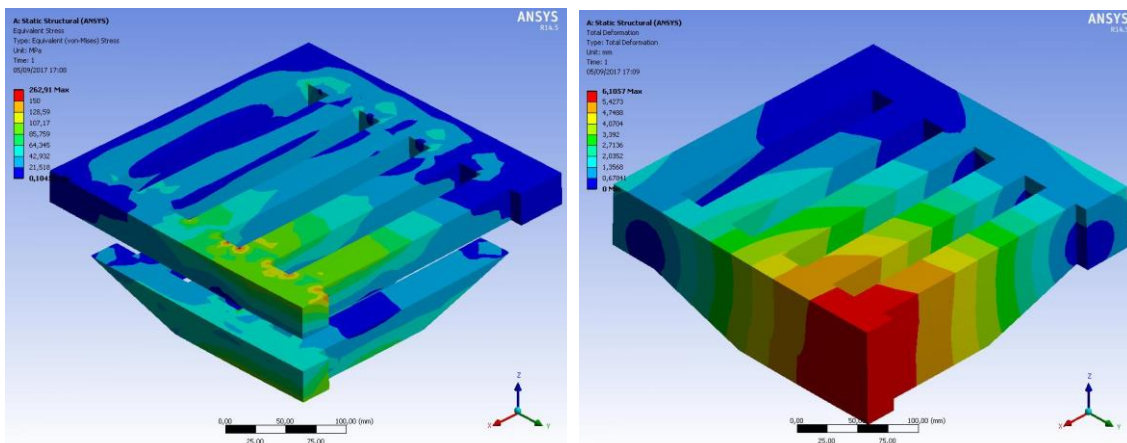 A: Static Structural (ANSYS)
Equivalent Stress
Type: Equivalent (von-Mises) Stress
Unit: MPa
Time: 1
05/09/2017 17:08
262,91 Max
150
128,59
107,17
85,759
64,345
42,932
21,518
ANSYS
R14.5
0,00 50,00 100,00 (mm)
25,00 75,00
Z
X
Y
A: Static Structural (ANSYS)
Total Deformation
Type: Total Deformation
Unit: mm
Time: 1
05/09/2017 17:09
6,1057 Max
5,4273
4,7488
4,0704
3,392
2,7136
2,0352
1,3568
0,67841
ANSYS
R14.5
0,00 50,00 100,00 (mm)
25,00 75,00
Z
X
Y